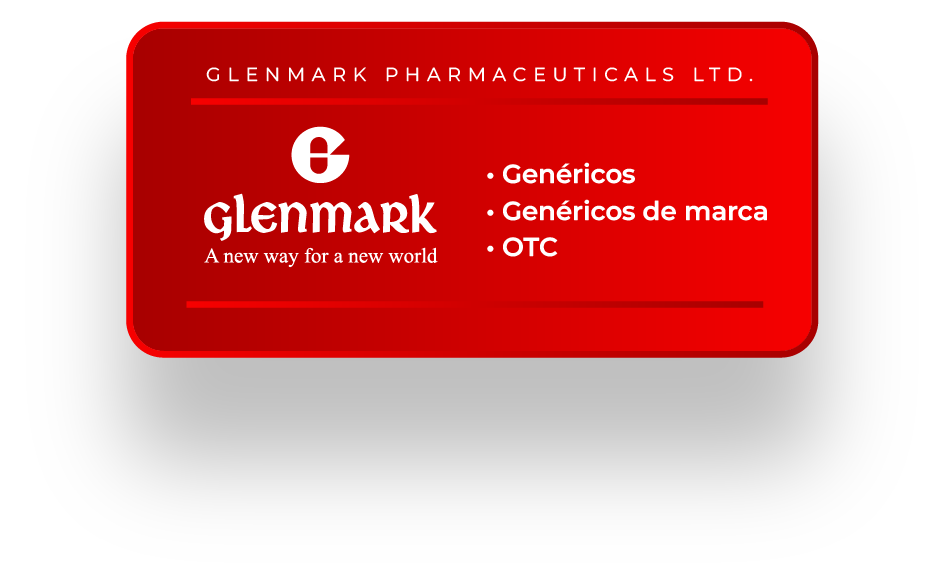 GLENMARK PHARMACEUTICALS LTD.
glenmark
A new way for a new world
• Genéricos
• Genéricos de marca
• OTC